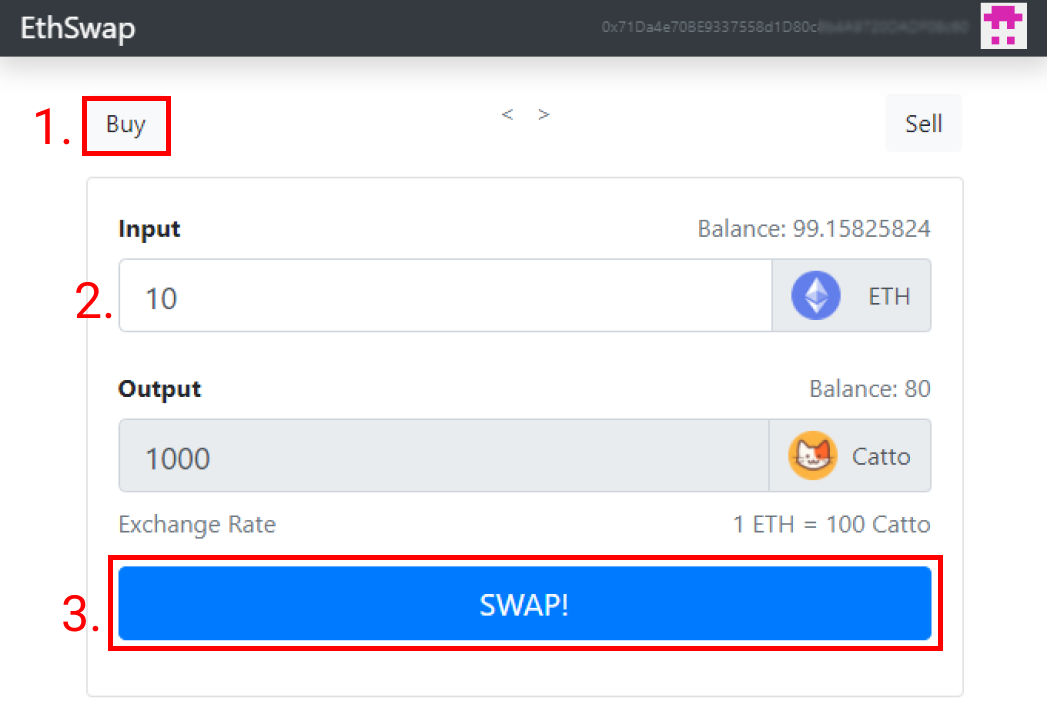 EthSwap
0x71Da4e70BE9337558d1D80c
1. Buy < > Sell
Input Balance: 99.15825824
2. 10 ETH
Output Balance: 80
1000 Catto
Exchange Rate 1 ETH = 100 Catto
3. SWAP!